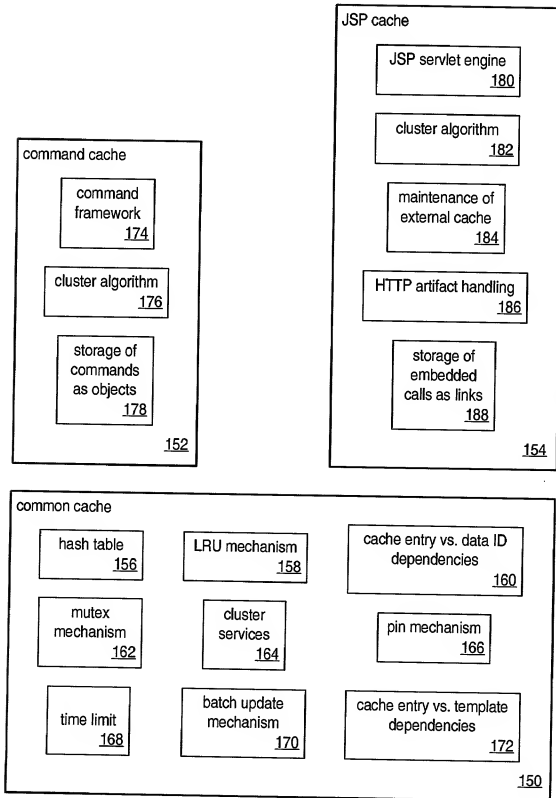 JSP cache
JSP servlet engine
180
cluster algorithm
182
maintenance of
external cache
184
HTTP artifact handling
186
storage of
embedded
calls as links
188
154
command cache
command
framework
174
cluster algorithm
176
storage of
commands
as objects
178
152
common cache
hash table
156
LRU mechanism
158
cache entry vs. data ID
dependencies
160
mutex
mechanism
162
cluster
services
164
pin mechanism
166
time limit
168
batch update
mechanism
170
cache entry vs. template
dependencies
172
150